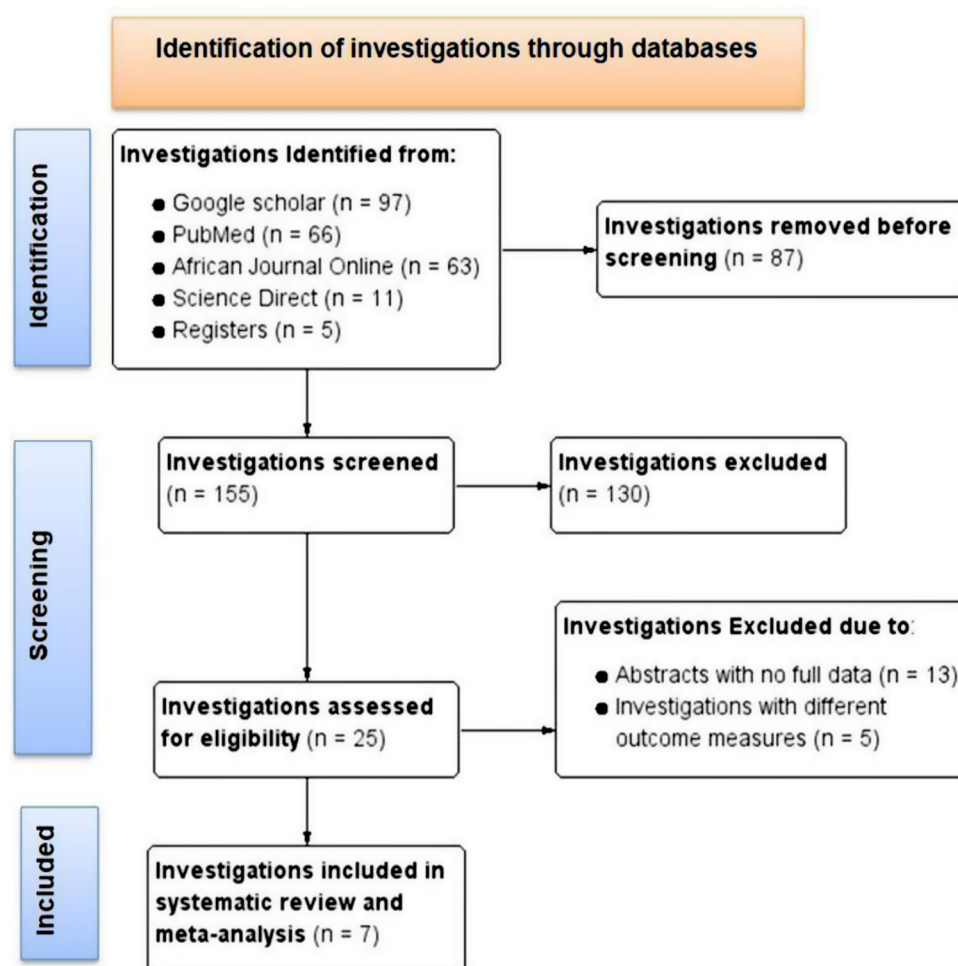 Identification of investigations through databases
Identification
Investigations Identified from:
● Google scholar (n = 97)
● PubMed (n = 66)
● African Journal Online (n = 63)
● Science Direct (n = 11)
● Registers (n = 5)
Investigations removed before
screening (n = 87)
Screening
Investigations screened
(n = 155)
Investigations excluded
(n = 130)
Investigations assessed
for eligibility (n = 25)
Investigations Excluded due to:
● Abstracts with no full data (n = 13)
● Investigations with different
outcome measures (n = 5)
Included
Investigations included in
systematic review and
meta-analysis (n = 7)